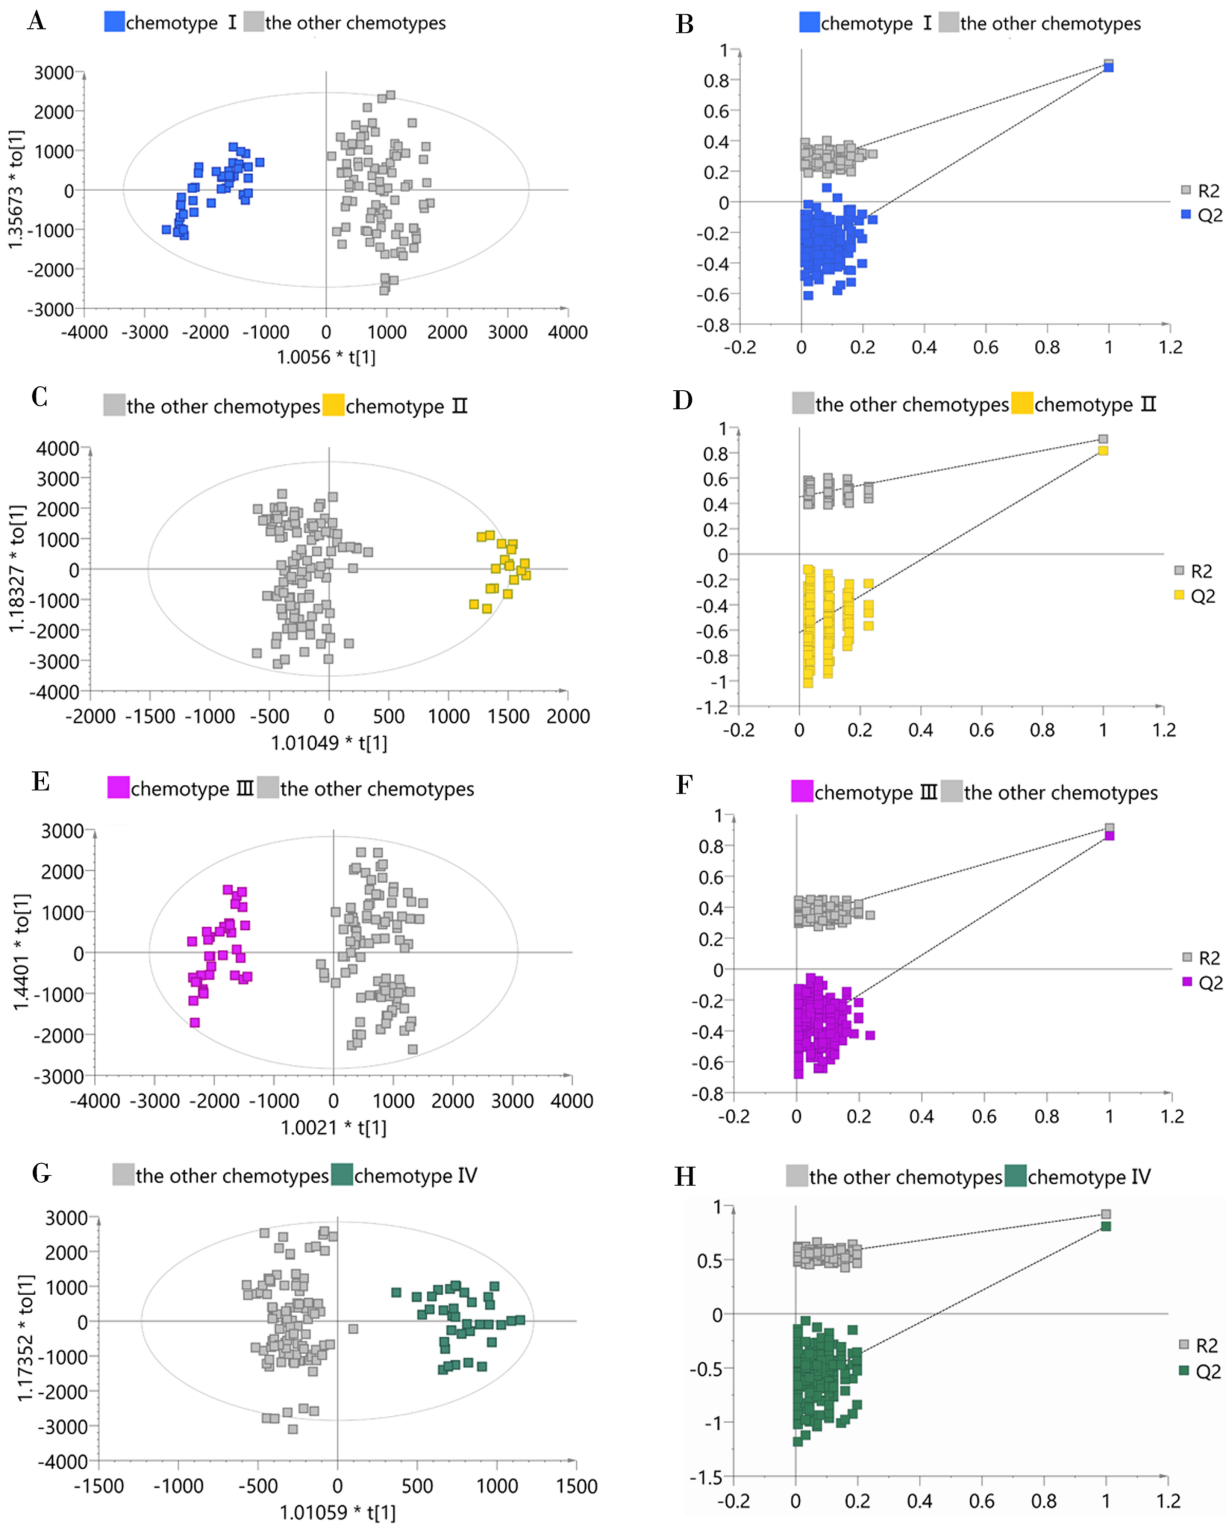 A
chemotype Ⅰ the other chemotypes
3000
2000
1000
0
-1000
-2000
-3000
1.35673 * to[1]
-4000 -3000 -2000 -1000 0 1000 2000 3000 4000
1.0056 * t[1]
B
chemotype Ⅰ the other chemotypes
1
0.8
0.6
0.4
0.2
0
-0.2
-0.4
-0.6
-0.8
-0.2 0 0.2 0.4 0.6 0.8 1 1.2
R2
Q2
C
the other chemotypes chemotype Ⅱ
4000
3000
2000
1000
0
-1000
-2000
-3000
-4000
1.18327 * to[1]
-2000 -1500 -1000 -500 0 500 1000 1500 2000
1.01049 * t[1]
D
the other chemotypes chemotype Ⅱ
1
0.8
0.6
0.4
0.2
0
-0.2
-0.4
-0.6
-0.8
-1
-1.2
-0.2 0 0.2 0.4 0.6 0.8 1 1.2
R2
Q2
E
chemotype Ⅲ the other chemotypes
3000
2000
1000
0
-1000
-2000
-3000
1.4401 * to[1]
-4000 -3000 -2000 -1000 0 1000 2000 3000 4000
1.0021 * t[1]
F
chemotype Ⅲ the other chemotypes
1
0.8
0.6
0.4
0.2
0
-0.2
-0.4
-0.6
-0.8
-0.2 0 0.2 0.4 0.6 0.8 1 1.2
R2
Q2
G
the other chemotypes chemotype Ⅳ
3000
2000
1000
0
-1000
-2000
-3000
-4000
1.17352 * to[1]
-1500 -1000 -500 0 500 1000 1500
1.01059 * t[1]
H
the other chemotypes chemotype Ⅳ
1
0.5
0
-0.5
-1
-1.5
-0.2 0 0.2 0.4 0.6 0.8 1 1.2
R2
Q2